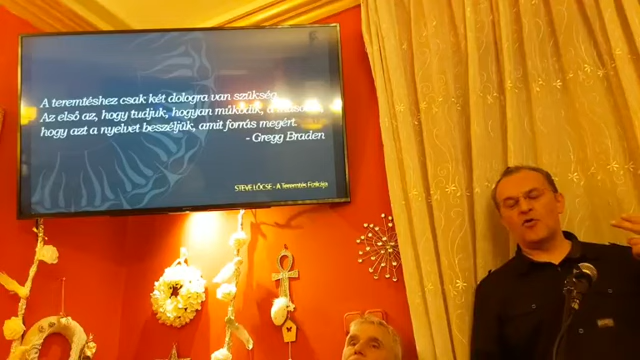 A teremtéshez csak két dologra van szükség.
Az első az, hogy tudjuk, hogyan működik, a második,
hogy azt a nyelvet beszéljük, amit forrás megért.
- Gregg Braden
STEVE LŐCSE - A Teremtés Fizikája